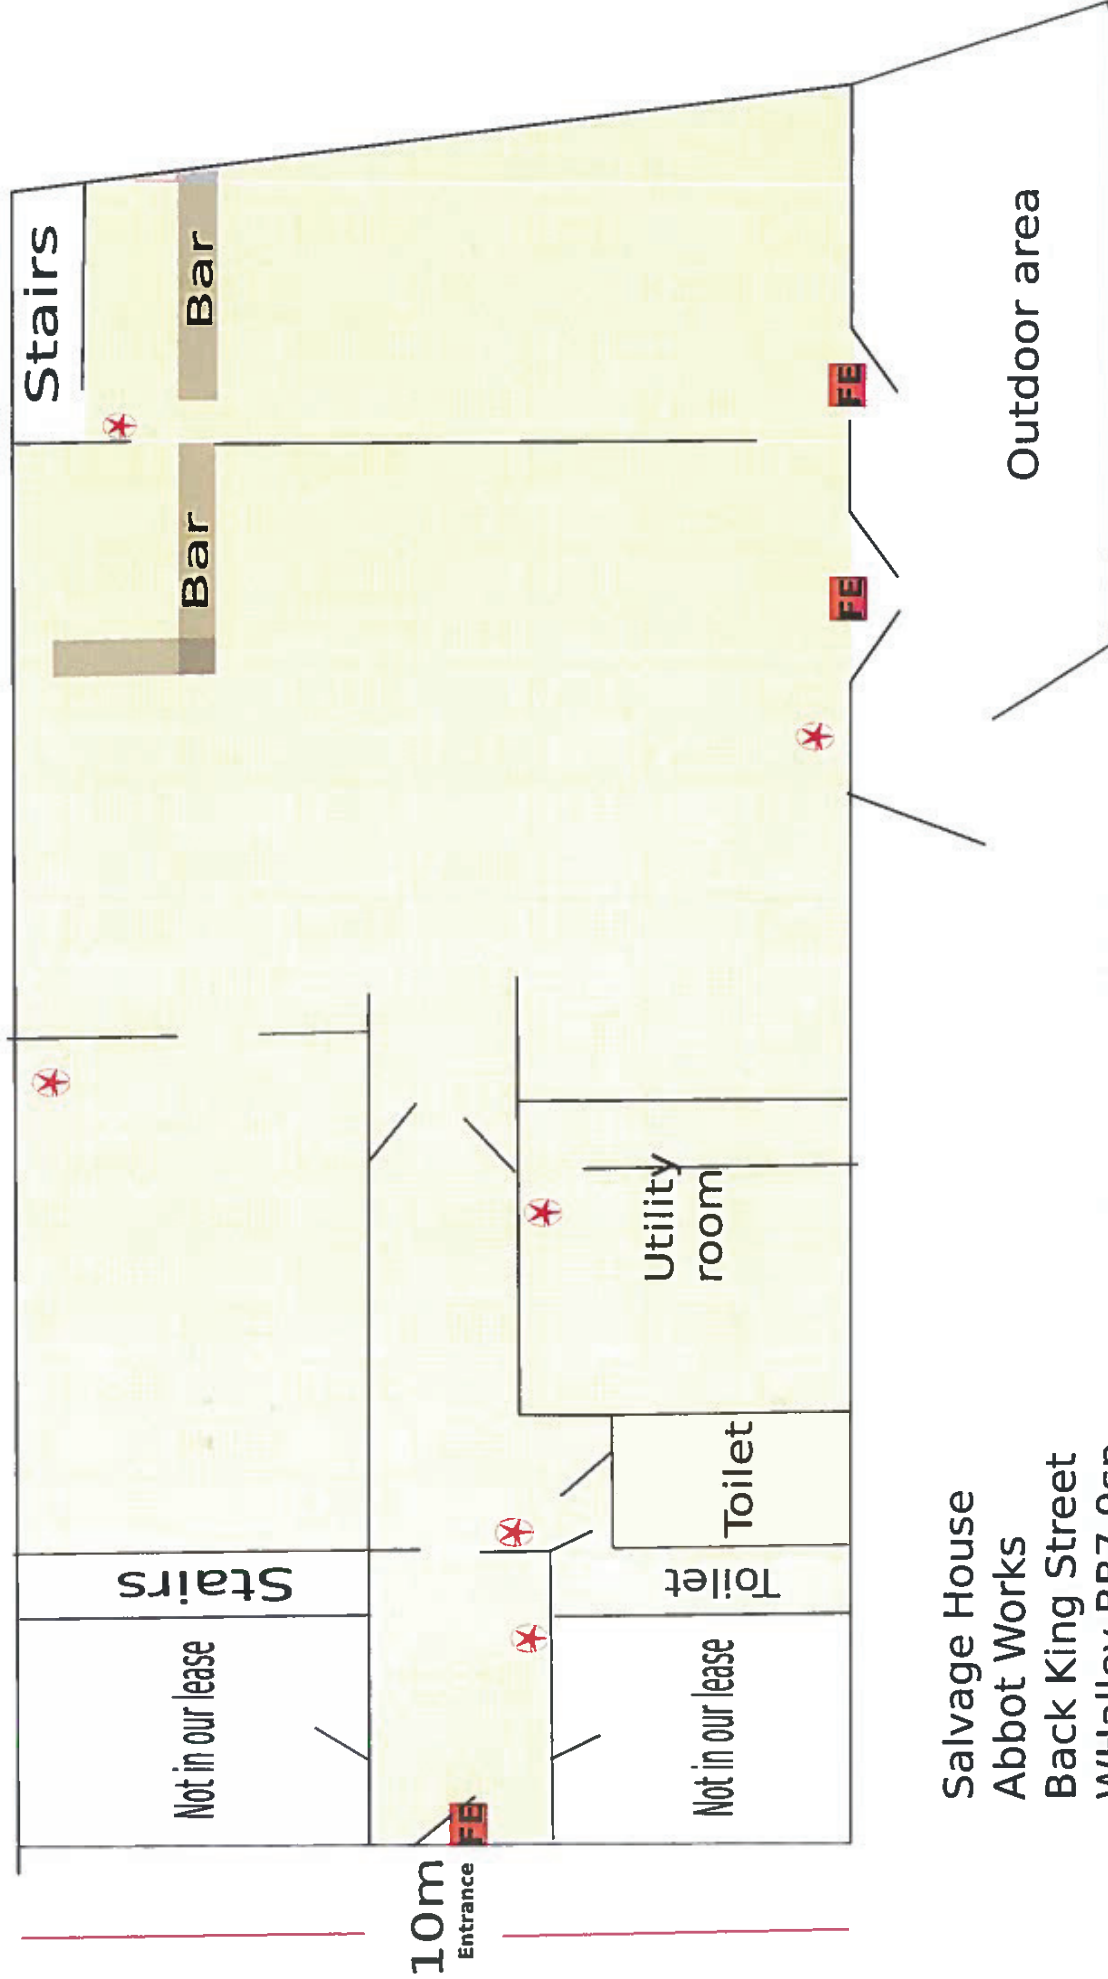 Stairs
Bar
Bar
FE
FE
Outdoor area
Utility
room
Toilet
Toilet
Stairs
Not in our lease
Not in our lease
FE
10m
Entrance
Salvage House
Abbot Works
Back King Street